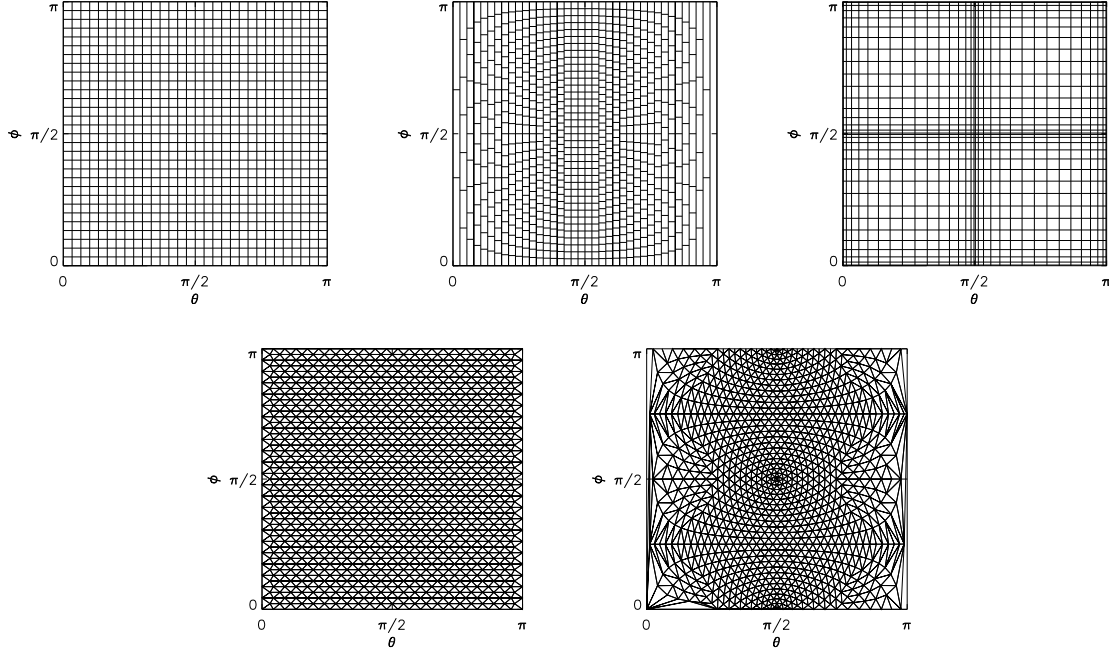 π π π
ϕ π/2 ϕ π/2 ϕ π/2
0 0 0
0 π/2 π 0 π/2 π 0 π/2 π
θ θ θ
π π
ϕ π/2 ϕ π/2
0 0
0 π/2 π 0 π/2 π
θ θ